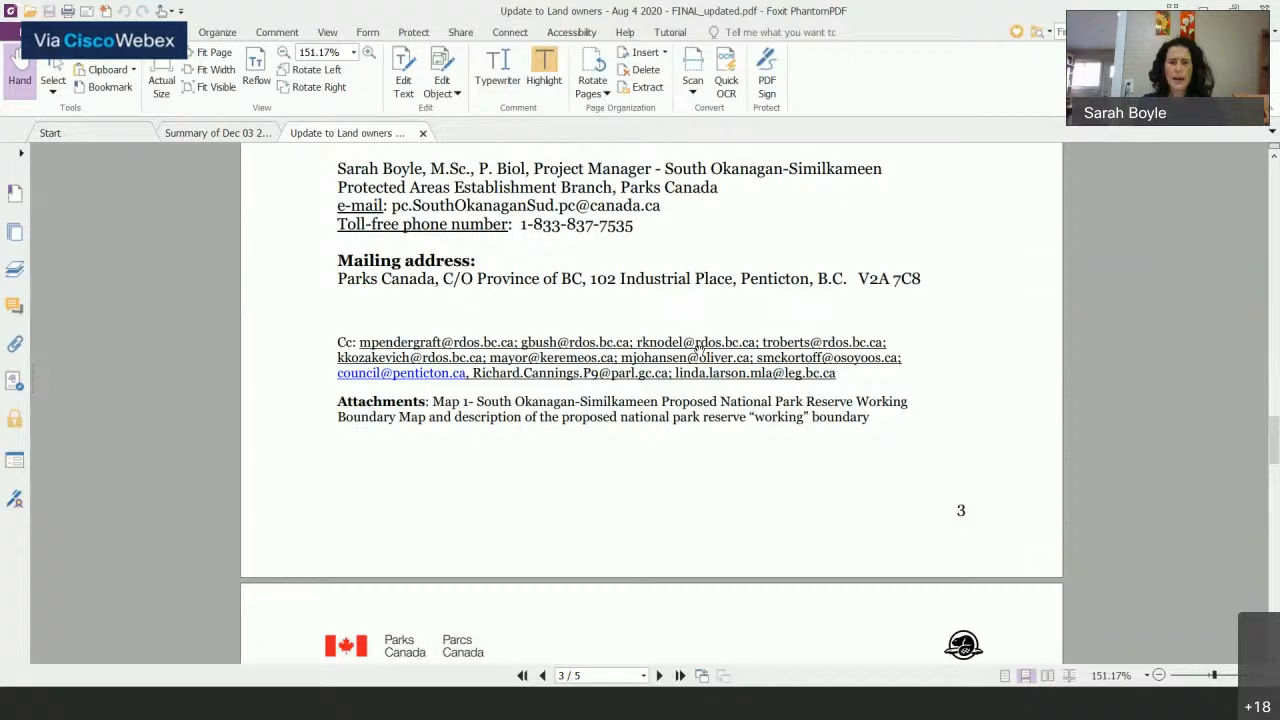 Update to Land owners - Aug 4 2020 - FINAL_updated.pdf - Foxit PhantomPDF
Via Cisco Webex
Organize Comment View Form Protect Share Connect Accessibility Help Tutorial Tell me what you want tc
Hand
Select
Clipboard
Bookmark
Tools
Actual Size
Fit Page
Fit Width
Fit Visible
Reflow
151.17%
Rotate Left
Rotate Right
View
Edit Text
Edit Object
Edit
Typewriter
Highlight
Comment
Rotate Pages
Insert
Delete
Extract
Page Organization
Scan
Quick OCR
Convert
PDF Sign
Protect
Sarah Boyle
Start
Summary of Dec 03 2...
Update to Land owners ...
Sarah Boyle, M.Sc., P. Biol, Project Manager - South Okanagan-Similkameen
Protected Areas Establishment Branch, Parks Canada
e-mail: pc.SouthOkanaganSud.pc@canada.ca
Toll-free phone number: 1-833-837-7535
Mailing address:
Parks Canada, C/O Province of BC, 102 Industrial Place, Penticton, B.C. V2A 7C8
Cc: mpendergraft@rdos.bc.ca; gbush@rdos.bc.ca; rknodel@rdos.bc.ca; troberts@rdos.bc.ca;
kkozakevich@rdos.bc.ca; mayor@keremeos.ca; mjohansen@oliver.ca; smckortoff@osoyoos.ca;
council@penticton.ca, Richard.Cannings.P9@parl.gc.ca; linda.larson.mla@leg.bc.ca
Attachments: Map 1- South Okanagan-Similkameen Proposed National Park Reserve Working
Boundary Map and description of the proposed national park reserve “working” boundary
3
Parks Canada
Parcs Canada
3 / 5
151.17%
+18